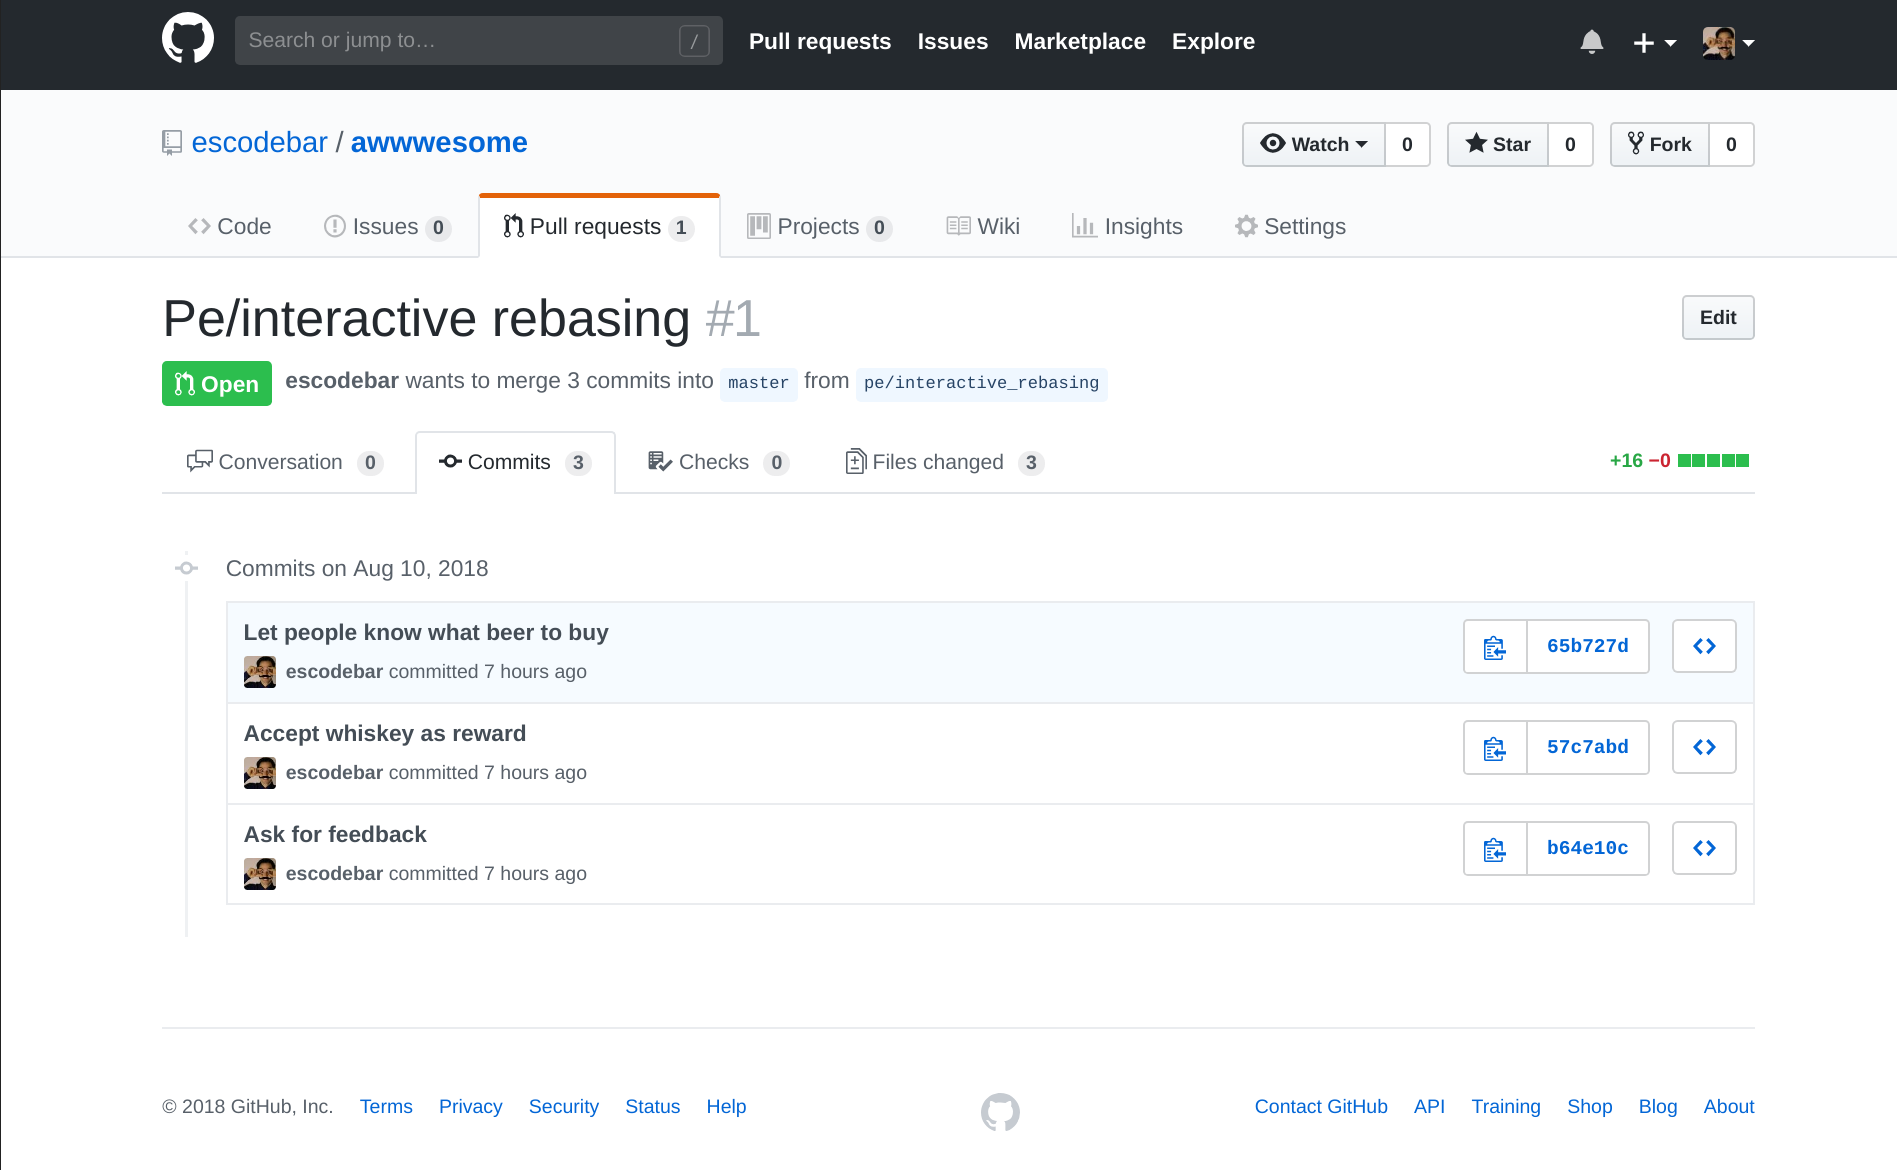 Search or jump to… / Pull requests Issues Marketplace Explore
escodebar / awwwesome Watch 0 Star 0 Fork 0
Code Issues 0 Pull requests 1 Projects 0 Wiki Insights Settings
Pe/interactive rebasing #1 Edit
Open escodebar wants to merge 3 commits into master from pe/interactive_rebasing
Conversation 0 Commits 3 Checks 0 Files changed 3 +16 −0
Commits on Aug 10, 2018
Let people know what beer to buy
escodebar committed 7 hours ago 65b727d
Accept whiskey as reward
escodebar committed 7 hours ago 57c7abd
Ask for feedback
escodebar committed 7 hours ago b64e10c
© 2018 GitHub, Inc. Terms Privacy Security Status Help Contact GitHub API Training Shop Blog About